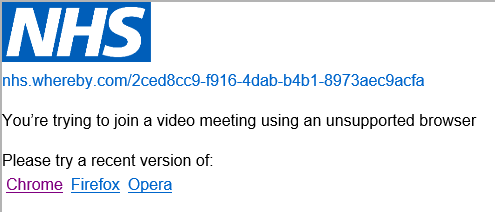 NHS
nhs.whereby.com/2ced8cc9-f916-4dab-b4b1-8973aec9acfa
You’re trying to join a video meeting using an unsupported browser
Please try a recent version of:
Chrome Firefox Opera